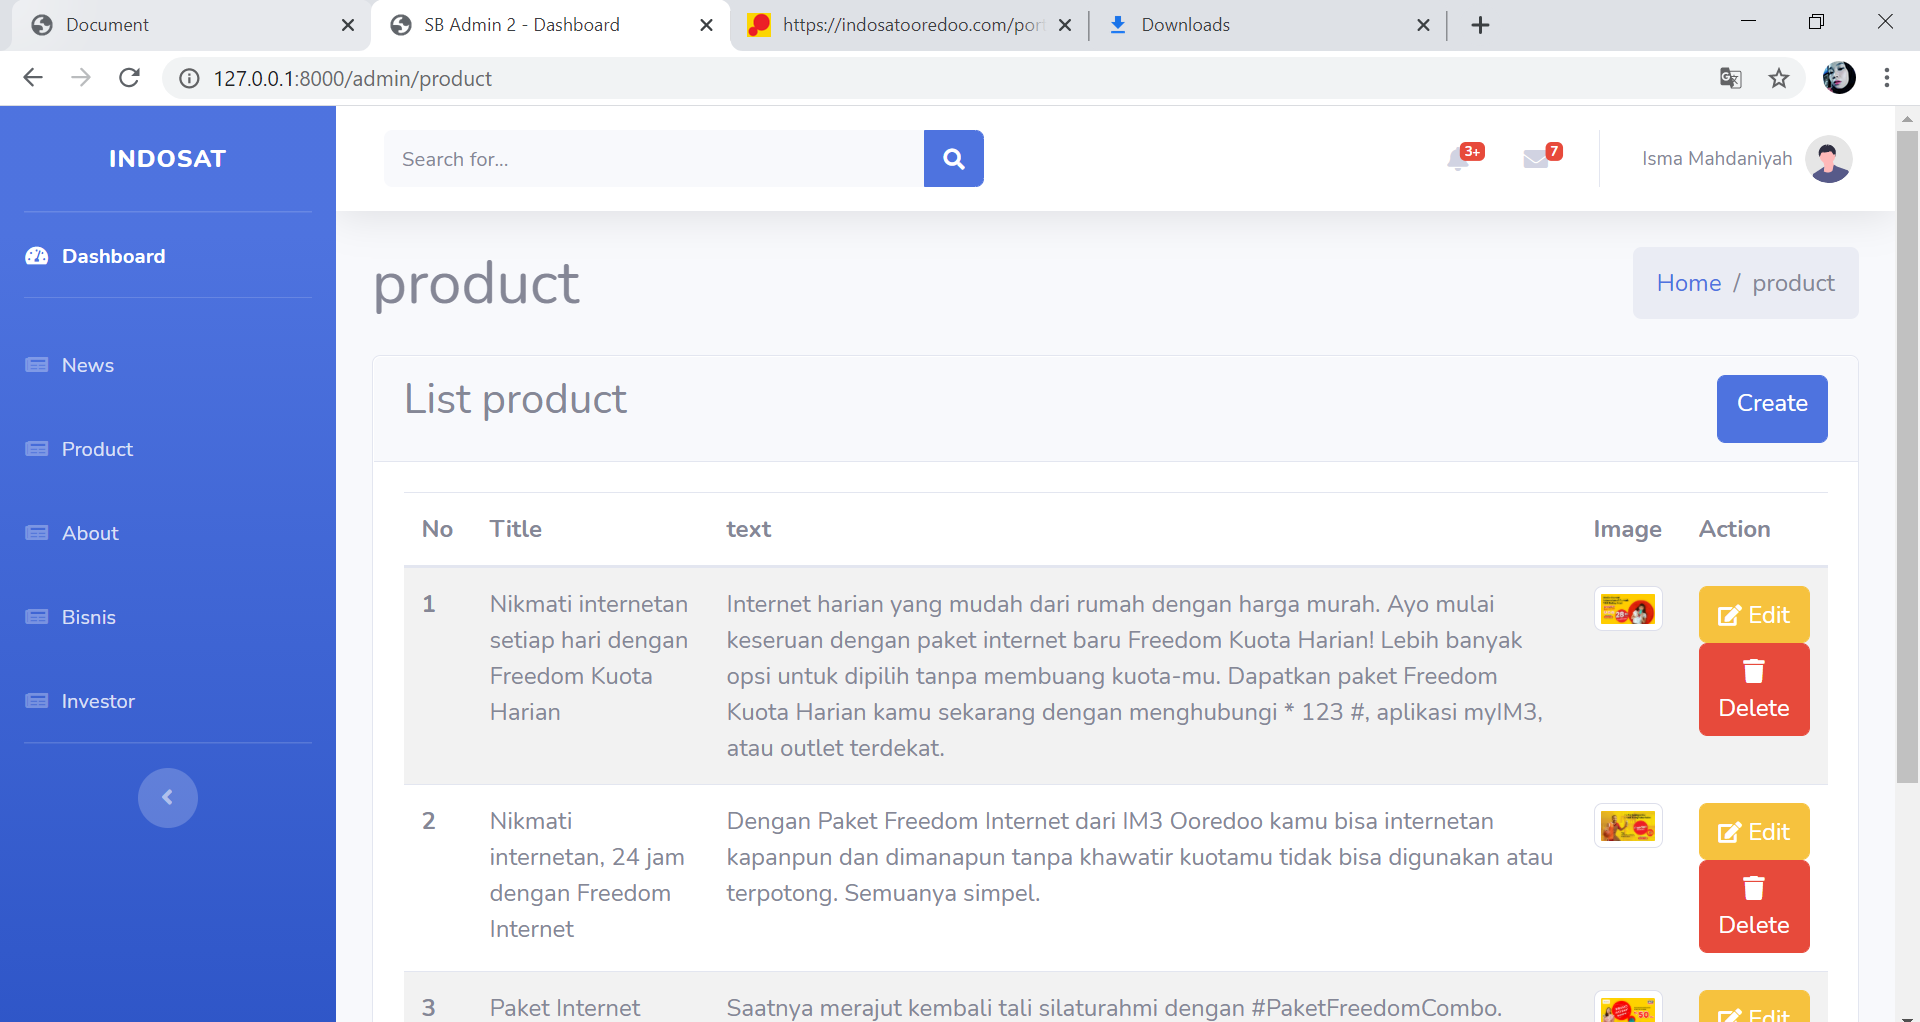 Document
SB Admin 2 - Dashboard
https://indosatooredoo.com/por
Downloads
127.0.0.1:8000/admin/product
INDOSAT
Search for...
3+
7
Isma Mahdaniyah
Dashboard
News
Product
About
Bisnis
Investor
product
Home / product
List product
Create
No Title text Image Action
1
Nikmati internetan
setiap hari dengan
Freedom Kuota
Harian
Internet harian yang mudah dari rumah dengan harga murah. Ayo mulai
keseruan dengan paket internet baru Freedom Kuota Harian! Lebih banyak
opsi untuk dipilih tanpa membuang kuota-mu. Dapatkan paket Freedom
Kuota Harian kamu sekarang dengan menghubungi * 123 #, aplikasi myIM3,
atau outlet terdekat.
Edit
Delete
2
Nikmati
internetan, 24 jam
dengan Freedom
Internet
Dengan Paket Freedom Internet dari IM3 Ooredoo kamu bisa internetan
kapanpun dan dimanapun tanpa khawatir kuotamu tidak bisa digunakan atau
terpotong. Semuanya simpel.
Edit
Delete
3
Paket Internet
Saatnya merajut kembali tali silaturahmi dengan #PaketFreedomCombo.
Edit